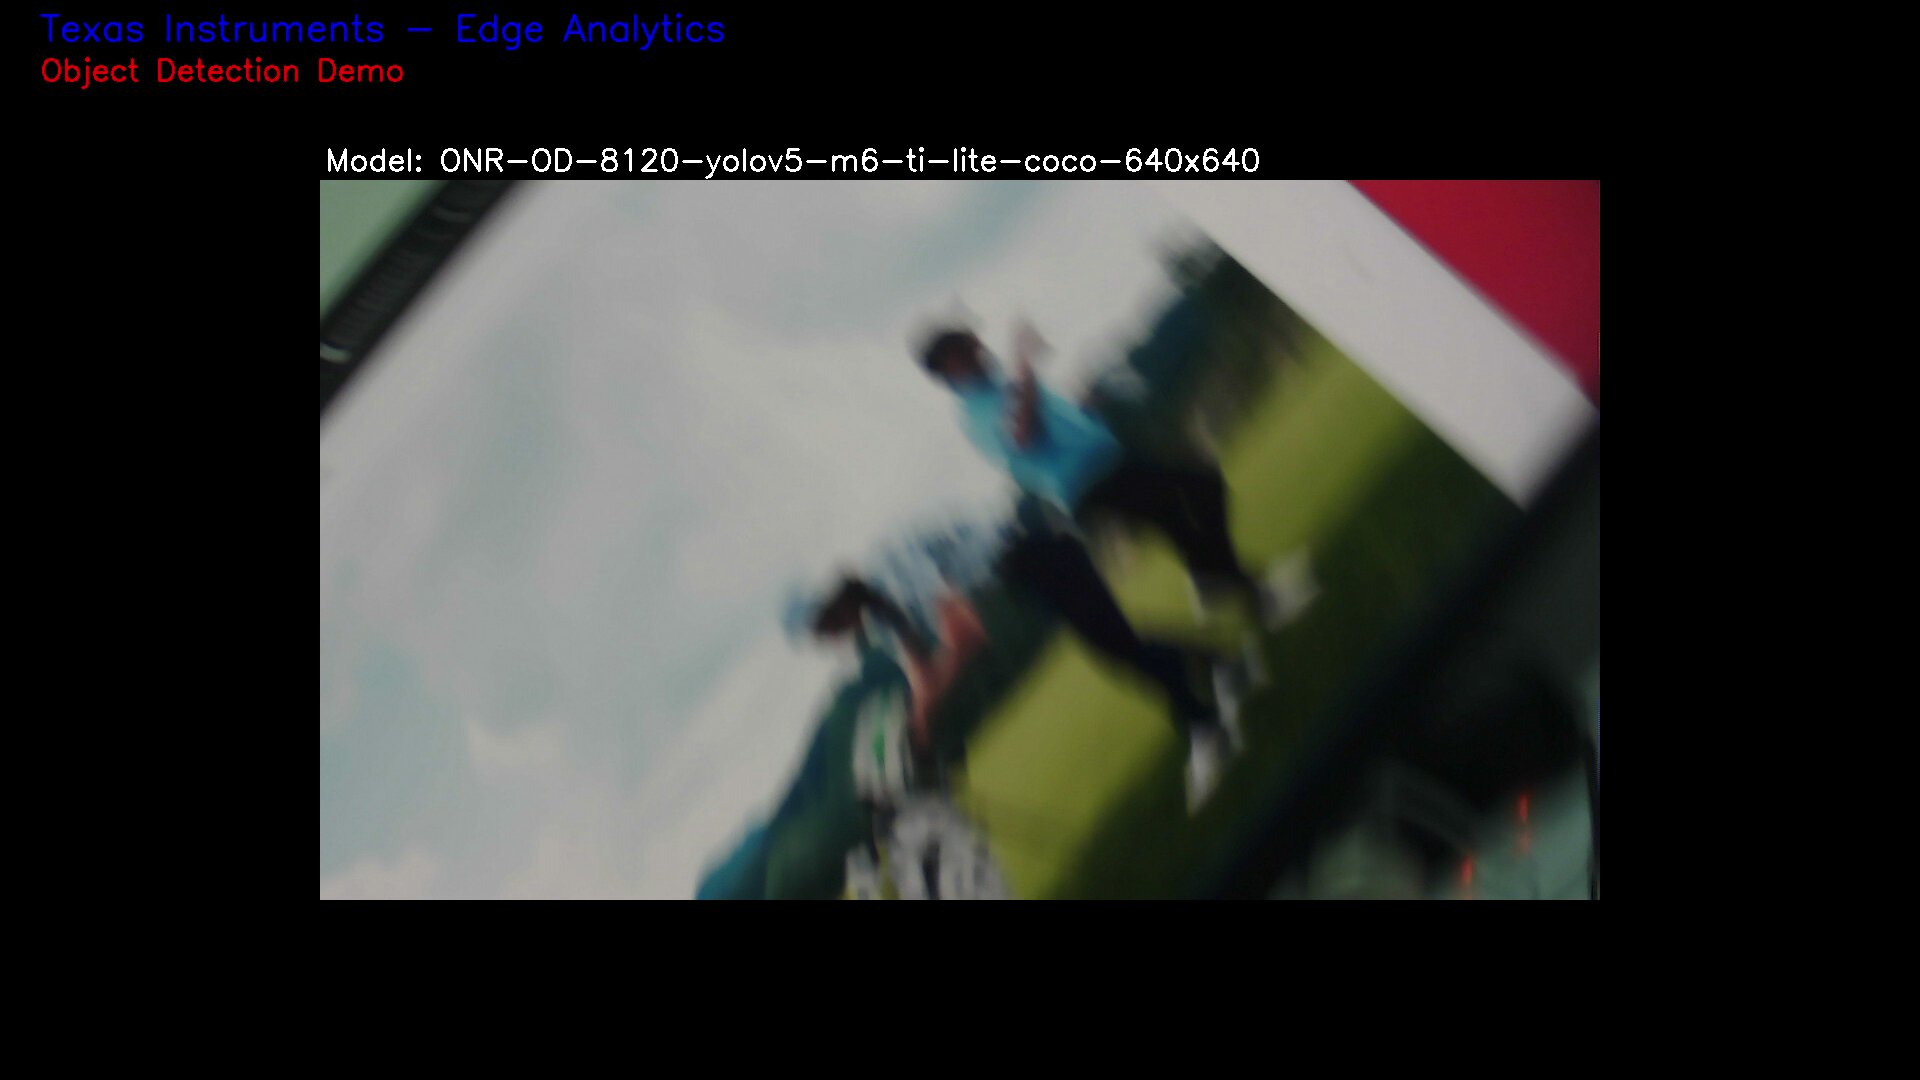 Texas Instruments - Edge Analytics
Object Detection Demo
Model: ONR-OD-8120-yolov5-m6-ti-lite-coco-640x640